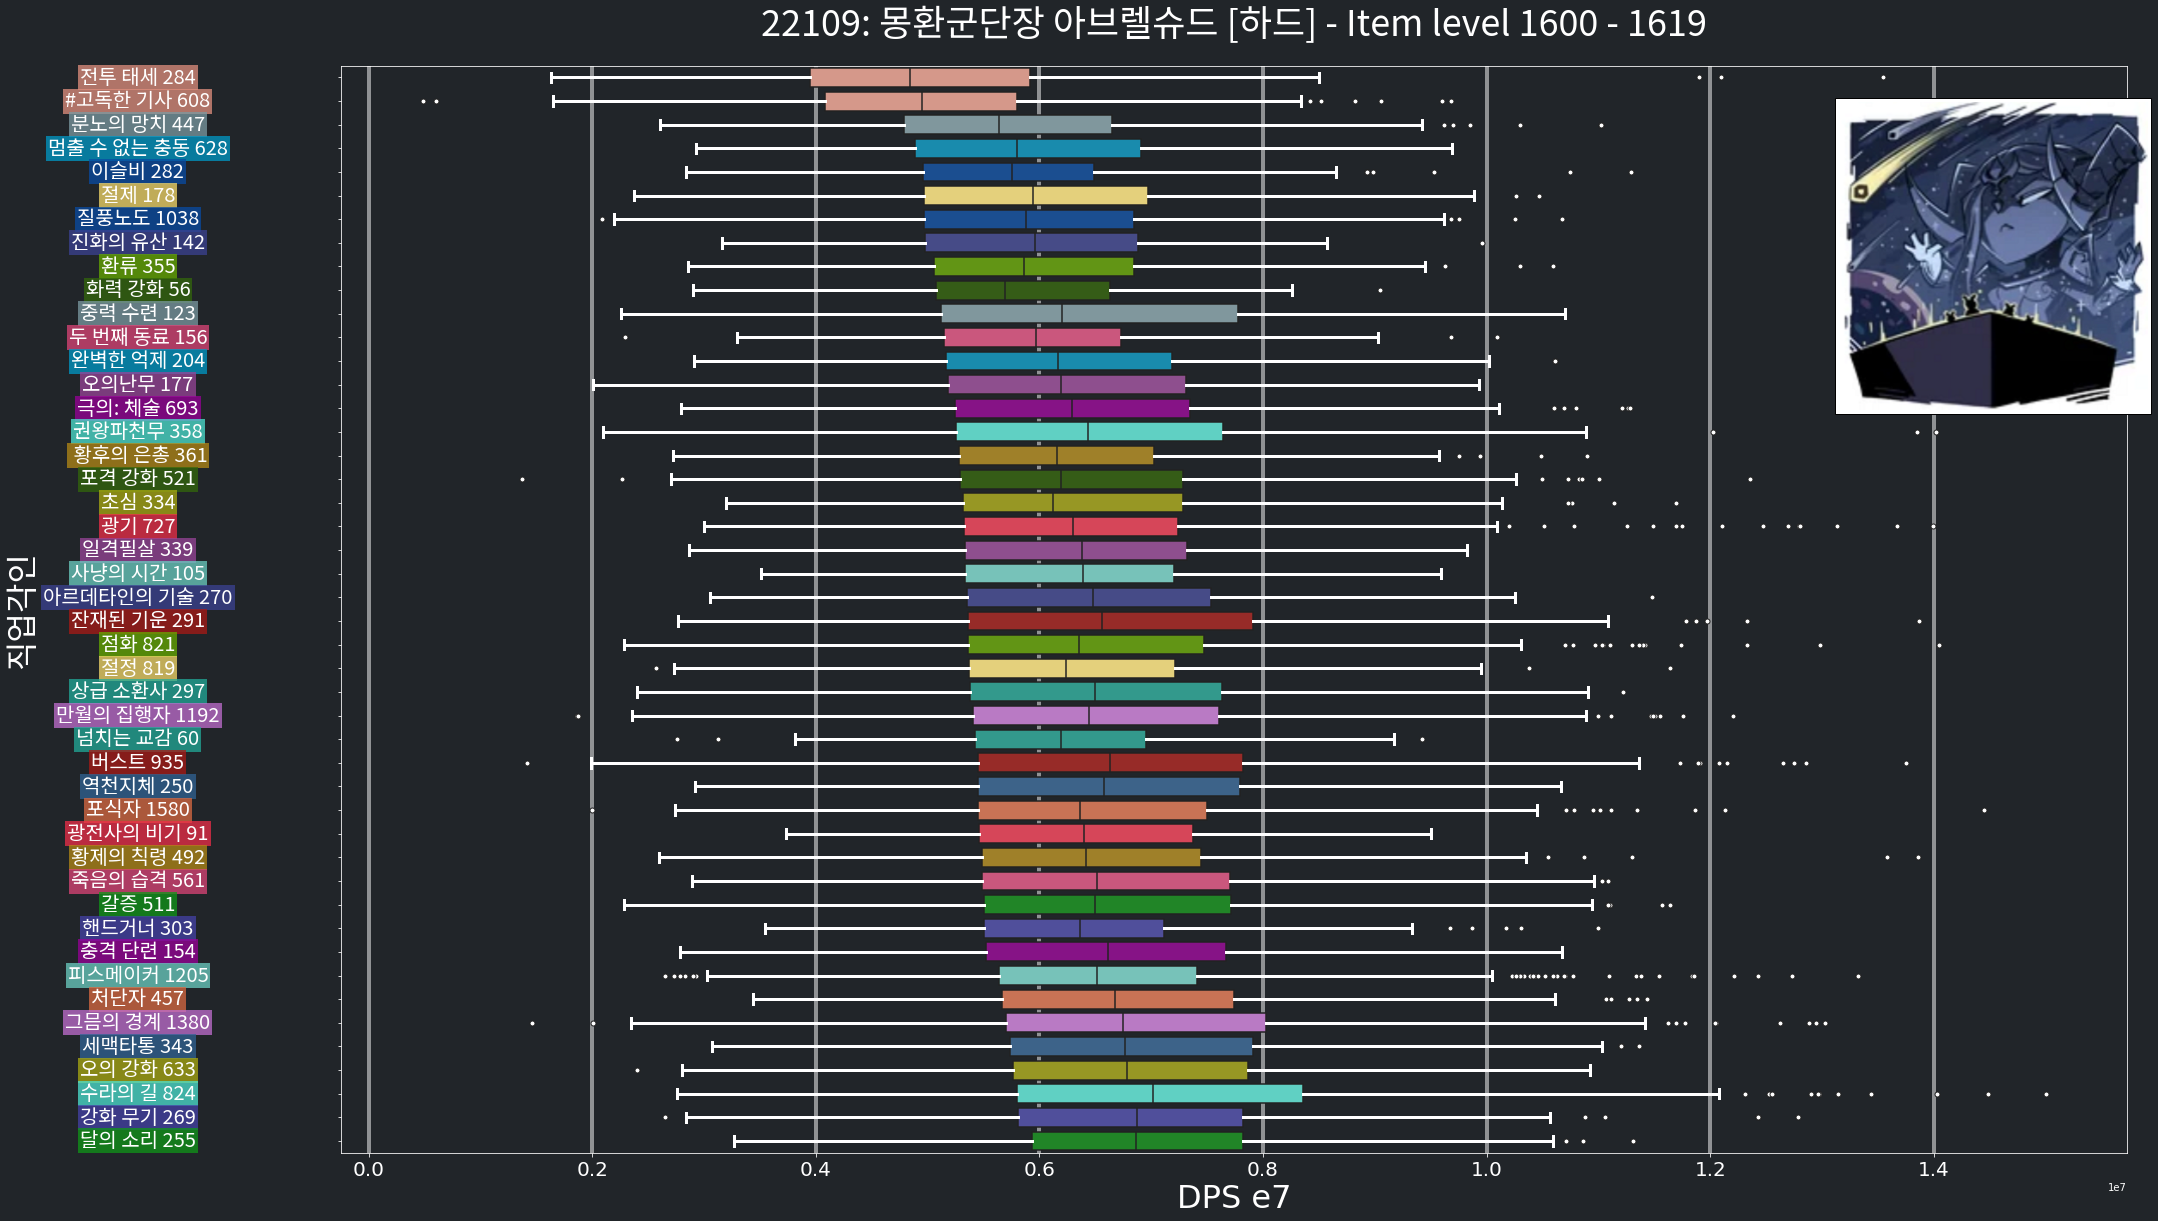 22109: 몽환군단장 아브렐슈드 [하드] - Item level 1600 - 1619
전투 태세 284
#고독한 기사 608
분노의 망치 447
멈출 수 없는 충동 628
이슬비 282
절제 178
질풍노도 1038
진화의 유산 142
환류 355
화력 강화 56
중력 수련 123
두 번째 동료 156
완벽한 억제 204
오의난무 177
극의: 체술 693
권왕파천무 358
황후의 은총 361
포격 강화 521
초심 334
광기 727
일격필살 339
사냥의 시간 105
아르데타인의 기술 270
잔재된 기운 291
점화 821
절정 819
상급 소환사 297
만월의 집행자 1192
넘치는 교감 60
버스트 935
역천지체 250
포식자 1580
광전사의 비기 91
황제의 칙령 492
죽음의 습격 561
갈증 511
핸드거너 303
충격 단련 154
피스메이커 1205
처단자 457
그믐의 경계 1380
세맥타통 343
오의 강화 633
수라의 길 824
강화 무기 269
달의 소리 255
직업각인
0.0 0.2 0.4 0.6 0.8 1.0 1.2 1.4
1e7
DPS e7